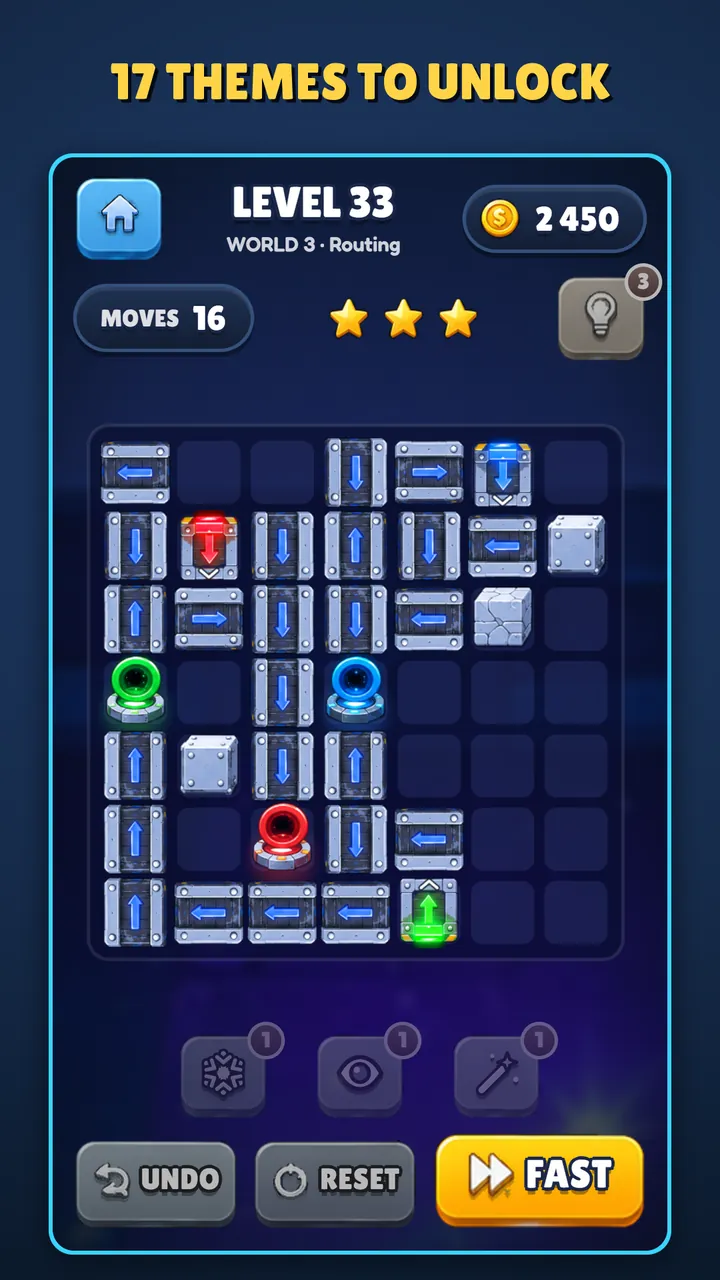 17 THEMES TO UNLOCK
LEVEL 33
2 450
WORLD 3 · Routing
3
MOVES 16
1
1
1
UNDO
RESET
FAST